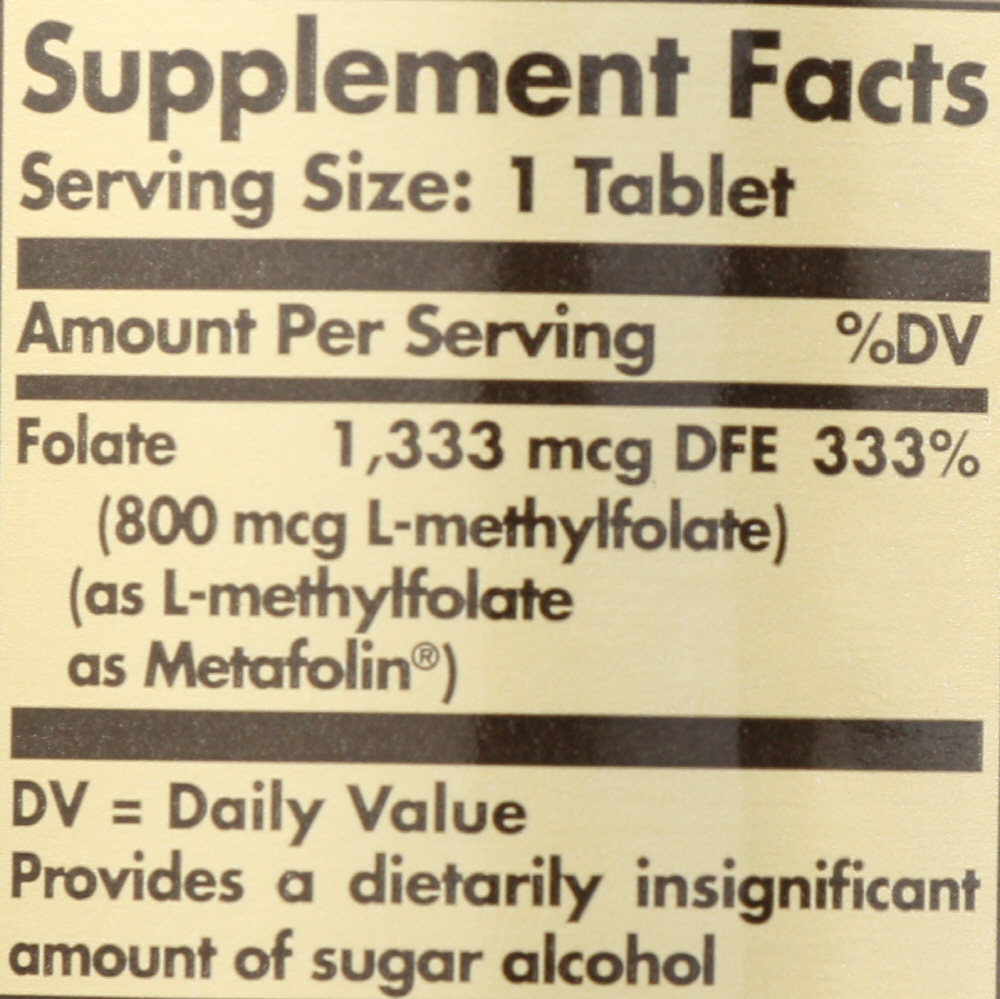 Supplement Facts
Serving Size: 1 Tablet
Amount Per Serving %DV
Folate 1,333 mcg DFE 333%
(800 mcg L-methylfolate)
(as L-methylfolate
as Metafolin®)
DV = Daily Value
Provides a dietarily insignificant
amount of sugar alcohol